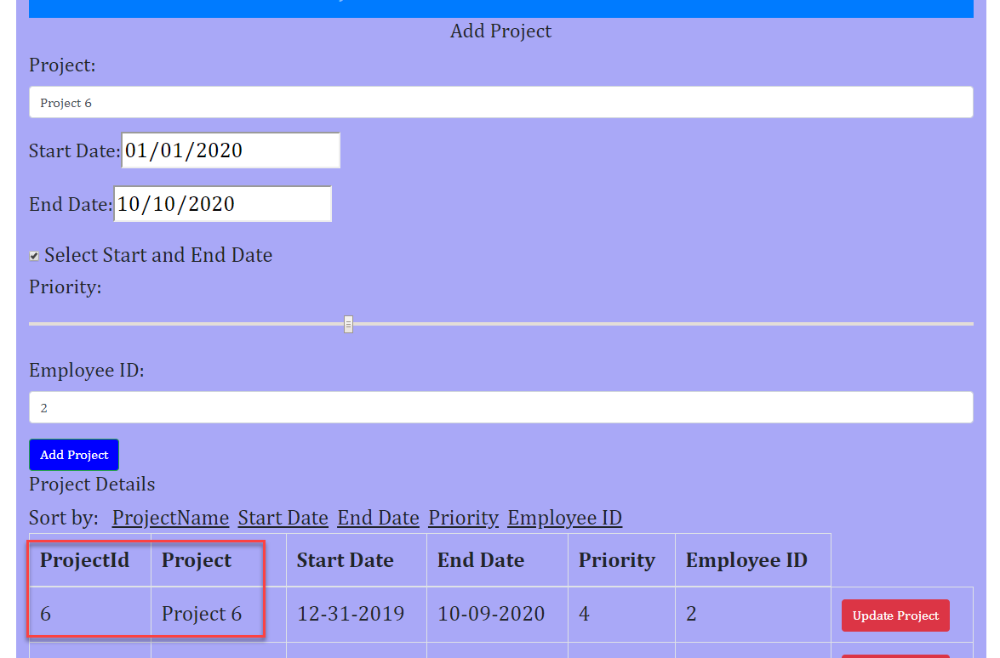 Add Project
Project:
Project 6
Start Date: 01/01/2020
End Date: 10/10/2020
Select Start and End Date
Priority:
Employee ID:
2
Add Project
Project Details
Sort by: ProjectName Start Date End Date Priority Employee ID
ProjectId Project Start Date End Date Priority Employee ID
6 Project 6 12-31-2019 10-09-2020 4 2 Update Project